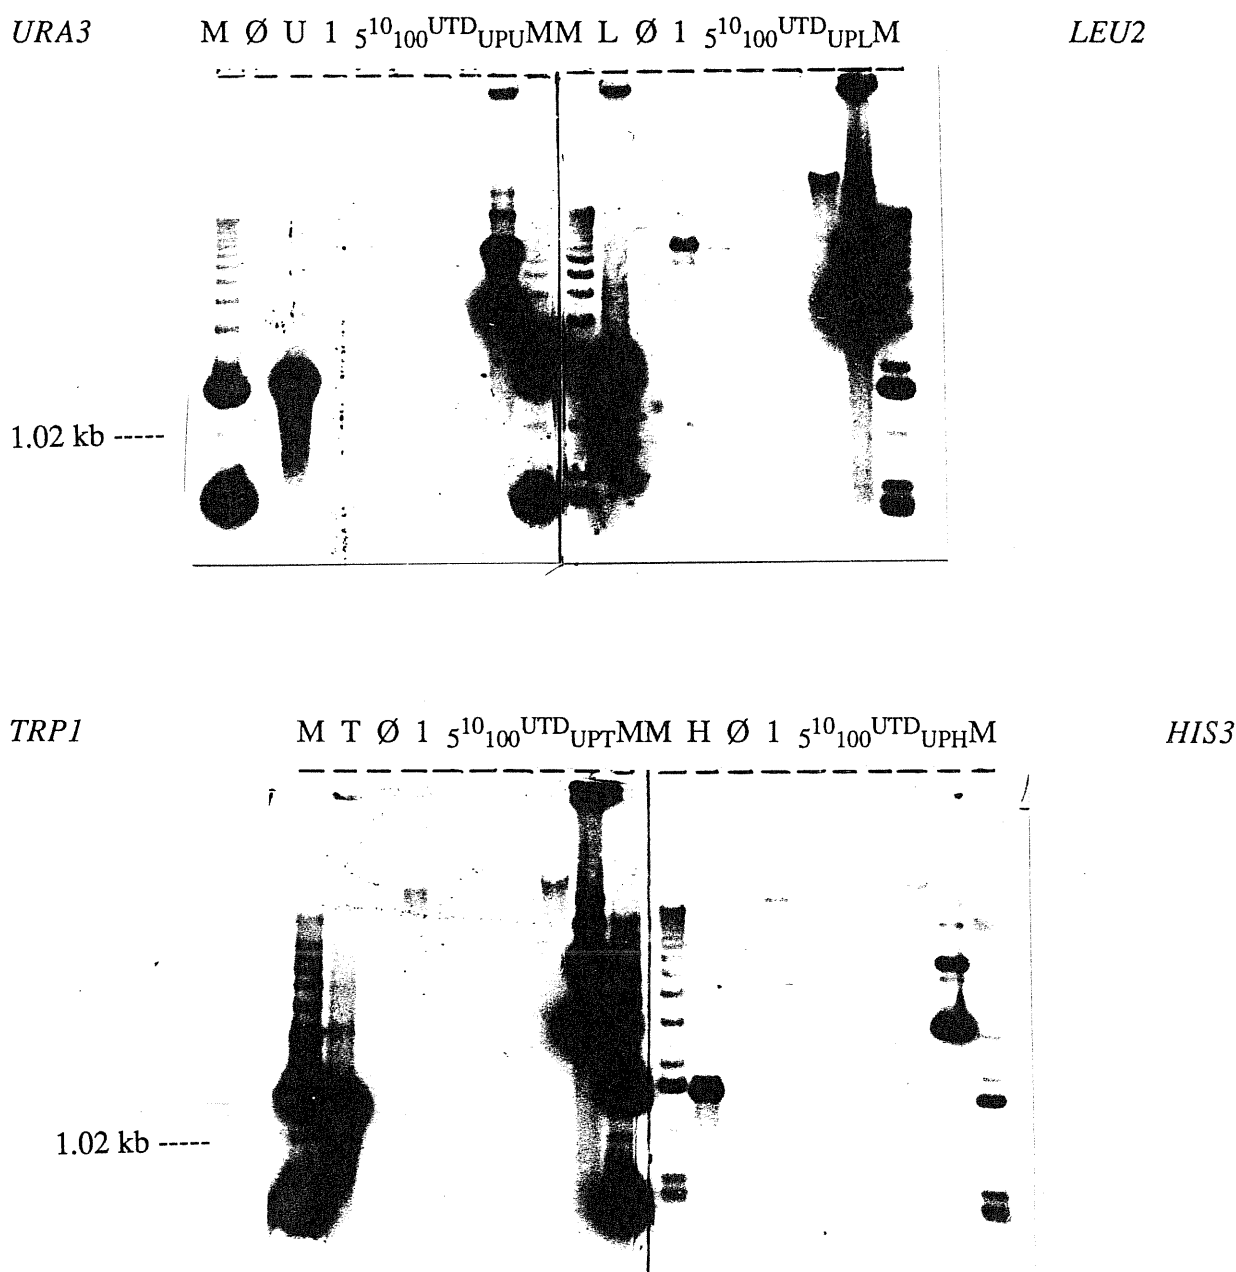 URA3 M Ø U 1 5 10 100 UTD UPU M M L Ø 1 5 10 100 UTD UPL M LEU2
1.02 kb -----
TRP1 M T Ø 1 5 10 100 UTD UPT M M H Ø 1 5 10 100 UTD UPH M HIS3
1.02 kb -----